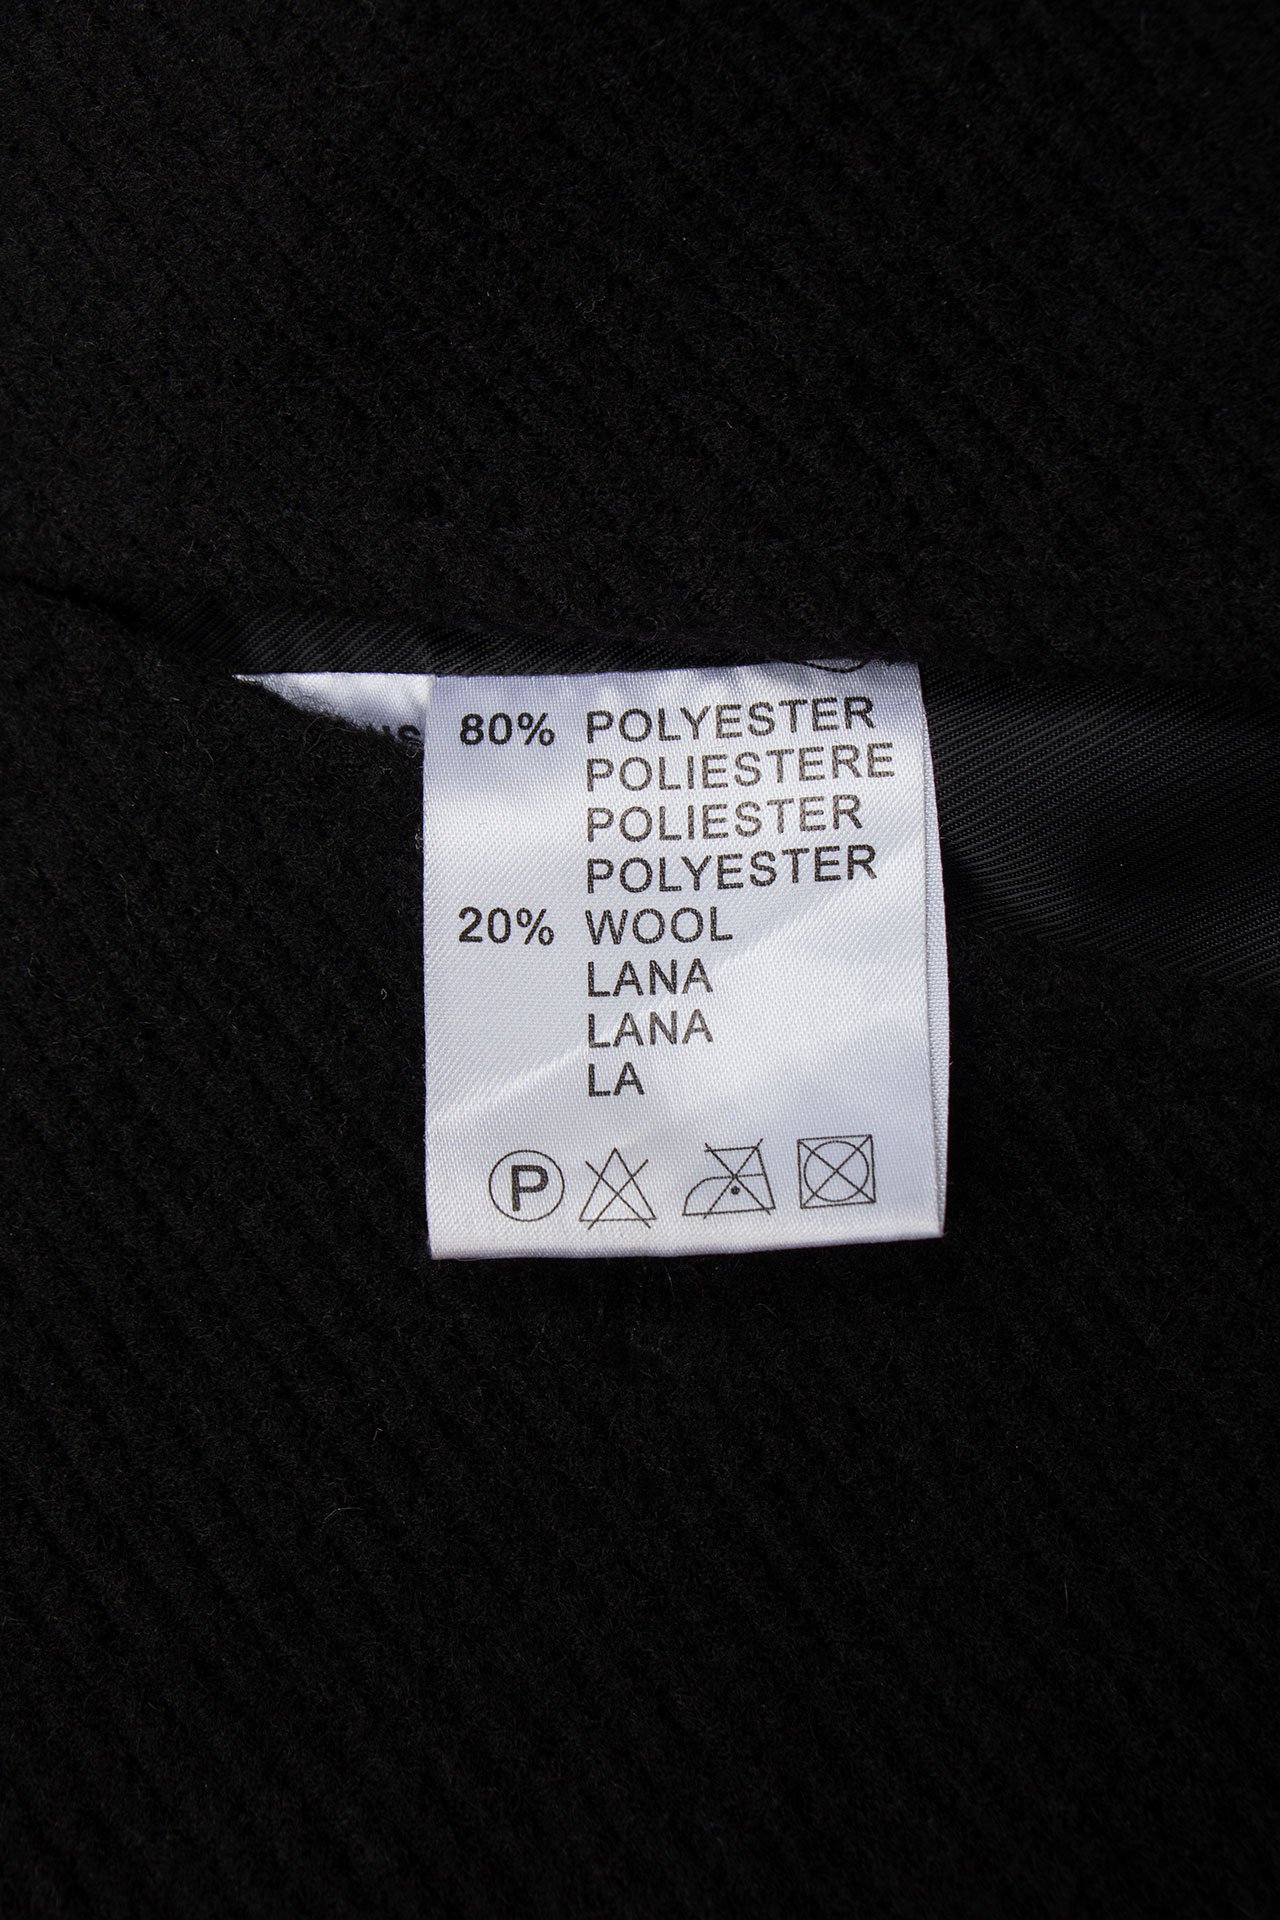 80% POLYESTER
POLIESTERE
POLIESTER
POLYESTER
20% WOOL
LANA
LANA
LA
P